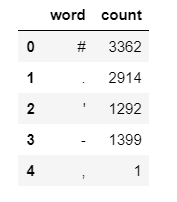 word count
0 # 3362
1 . 2914
2 ' 1292
3 - 1399
4 , 1